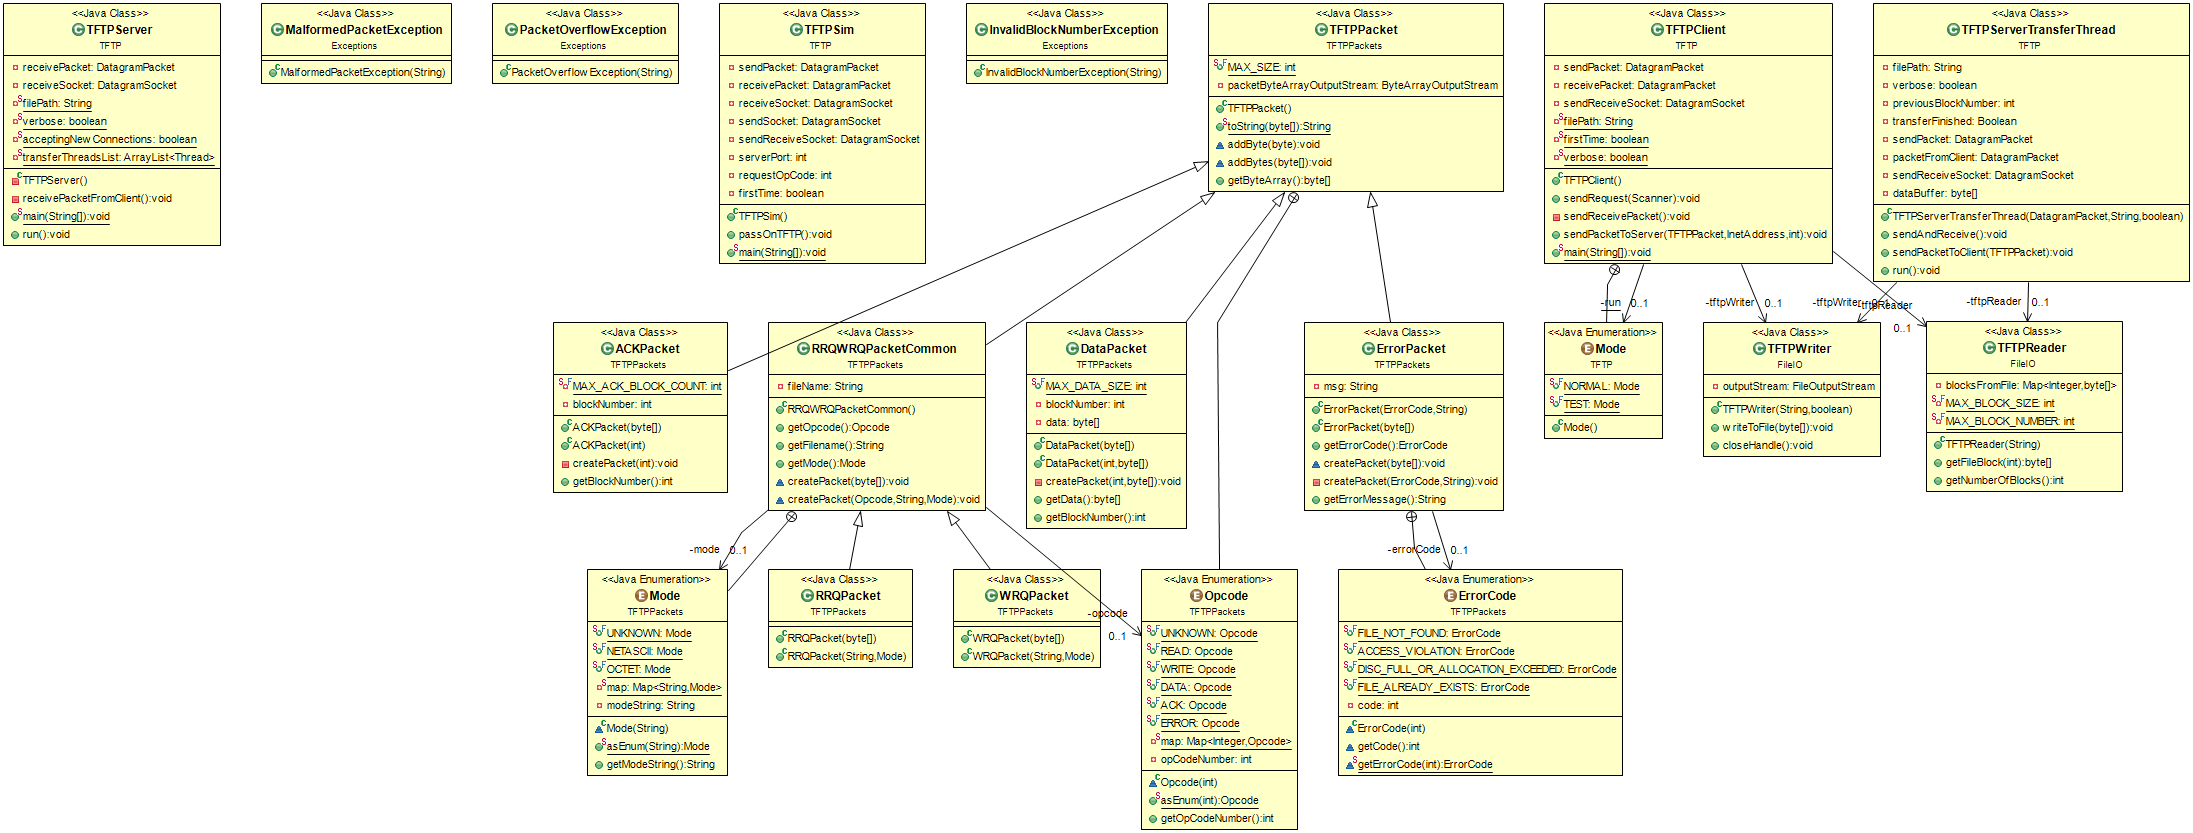 <<Java Class>>
TFTPServer
TFTP
receivePacket: DatagramPacket
receiveSocket: DatagramSocket
filePath: String
verbose: boolean
acceptingNewConnections: boolean
transferThreadsList: ArrayList<Thread>
TFTPServer()
receivePacketFromClient():void
main(String[]):void
run():void
<<Java Class>>
MalformedPacketException
Exceptions
MalformedPacketException(String)
<<Java Class>>
PacketOverflowException
Exceptions
PacketOverflowException(String)
<<Java Class>>
TFTPSim
TFTP
sendPacket: DatagramPacket
receivePacket: DatagramPacket
receiveSocket: DatagramSocket
sendSocket: DatagramSocket
sendReceiveSocket: DatagramSocket
serverPort: int
requestOpCode: int
firstTime: boolean
TFTPSim()
passOnTFTP():void
main(String[]):void
<<Java Class>>
InvalidBlockNumberException
Exceptions
InvalidBlockNumberException(String)
<<Java Class>>
TFTPPacket
TFTPPackets
MAX_SIZE: int
packetByteArrayOutputStream: ByteArrayOutputStream
TFTPPacket()
toString(byte[]):String
addByte(byte):void
addBytes(byte[]):void
getByteArray():byte[]
<<Java Class>>
TFTPClient
TFTP
sendPacket: DatagramPacket
receivePacket: DatagramPacket
sendReceiveSocket: DatagramSocket
filePath: String
firstTime: boolean
verbose: boolean
TFTPClient()
sendRequest(Scanner):void
sendReceivePacket():void
sendPacketToServer(TFTPPacket,InetAddress,int):void
main(String[]):void
<<Java Class>>
TFTPServerTransferThread
TFTP
filePath: String
verbose: boolean
previousBlockNumber: int
transferFinished: Boolean
sendPacket: DatagramPacket
packetFromClient: DatagramPacket
sendReceiveSocket: DatagramSocket
dataBuffer: byte[]
TFTPServerTransferThread(DatagramPacket,String,boolean)
sendAndReceive():void
sendPacketToClient(TFTPPacket):void
run():void
-run 0..1
-tftpWriter 0..1
-tftpWriter 0..1
-tftpReader
0..1
-tftpReader 0..1
<<Java Class>>
ACKPacket
TFTPPackets
MAX_ACK_BLOCK_COUNT: int
blockNumber: int
ACKPacket(byte[])
ACKPacket(int)
createPacket(int):void
getBlockNumber():int
<<Java Class>>
RRQWRQPacketCommon
TFTPPackets
fileName: String
RRQWRQPacketCommon()
getOpcode():Opcode
getFilename():String
getMode():Mode
createPacket(byte[]):void
createPacket(Opcode,String,Mode):void
<<Java Class>>
DataPacket
TFTPPackets
MAX_DATA_SIZE: int
blockNumber: int
data: byte[]
DataPacket(byte[])
DataPacket(int,byte[])
createPacket(int,byte[]):void
getData():byte[]
getBlockNumber():int
<<Java Class>>
ErrorPacket
TFTPPackets
msg: String
ErrorPacket(ErrorCode,String)
ErrorPacket(byte[])
getErrorCode():ErrorCode
createPacket(byte[]):void
createPacket(ErrorCode,String):void
getErrorMessage():String
<<Java Enumeration>>
Mode
TFTP
NORMAL: Mode
TEST: Mode
Mode()
<<Java Class>>
TFTPWriter
FileIO
outputStream: FileOutputStream
TFTPWriter(String,boolean)
writeToFile(byte[]):void
closeHandle():void
<<Java Class>>
TFTPReader
FileIO
blocksFromFile: Map<Integer,byte[]>
MAX_BLOCK_SIZE: int
MAX_BLOCK_NUMBER: int
TFTPReader(String)
getFileBlock(int):byte[]
getNumberOfBlocks():int
-mode 0..1
-opcode
0..1
-errorCode 0..1
<<Java Enumeration>>
Mode
TFTPPackets
UNKNOWN: Mode
NETASCII: Mode
OCTET: Mode
map: Map<String,Mode>
modeString: String
Mode(String)
asEnum(String):Mode
getModeString():String
<<Java Class>>
RRQPacket
TFTPPackets
RRQPacket(byte[])
RRQPacket(String,Mode)
<<Java Class>>
WRQPacket
TFTPPackets
WRQPacket(byte[])
WRQPacket(String,Mode)
<<Java Enumeration>>
Opcode
TFTPPackets
UNKNOWN: Opcode
READ: Opcode
WRITE: Opcode
DATA: Opcode
ACK: Opcode
ERROR: Opcode
map: Map<Integer,Opcode>
opCodeNumber: int
Opcode(int)
asEnum(int):Opcode
getOpCodeNumber():int
<<Java Enumeration>>
ErrorCode
TFTPPackets
FILE_NOT_FOUND: ErrorCode
ACCESS_VIOLATION: ErrorCode
DISC_FULL_OR_ALLOCATION_EXCEEDED: ErrorCode
FILE_ALREADY_EXISTS: ErrorCode
code: int
ErrorCode(int)
getCode():int
getErrorCode(int):ErrorCode